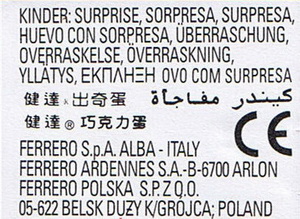 KINDER: SURPRISE, SORPRESA, SURPRESA,
HUEVO CON SORPRESA, ÜBERRASCHUNG,
OVERRASKELSE, ÖVERRASKNING,
YLLÄTYS, ΕΚΠΛΗΞΗ OVO COM SURPRESA
健達®出奇蛋 كيندر مفاجأة
健達®巧克力蛋 CE
FERRERO S.p.A. ALBA - ITALY
FERRERO ARDENNES S.A.-B-6700 ARLON
FERRERO POLSKA S.P.Z O.O.
05-622 BELSK DUZY K/GRÓJCA; POLAND